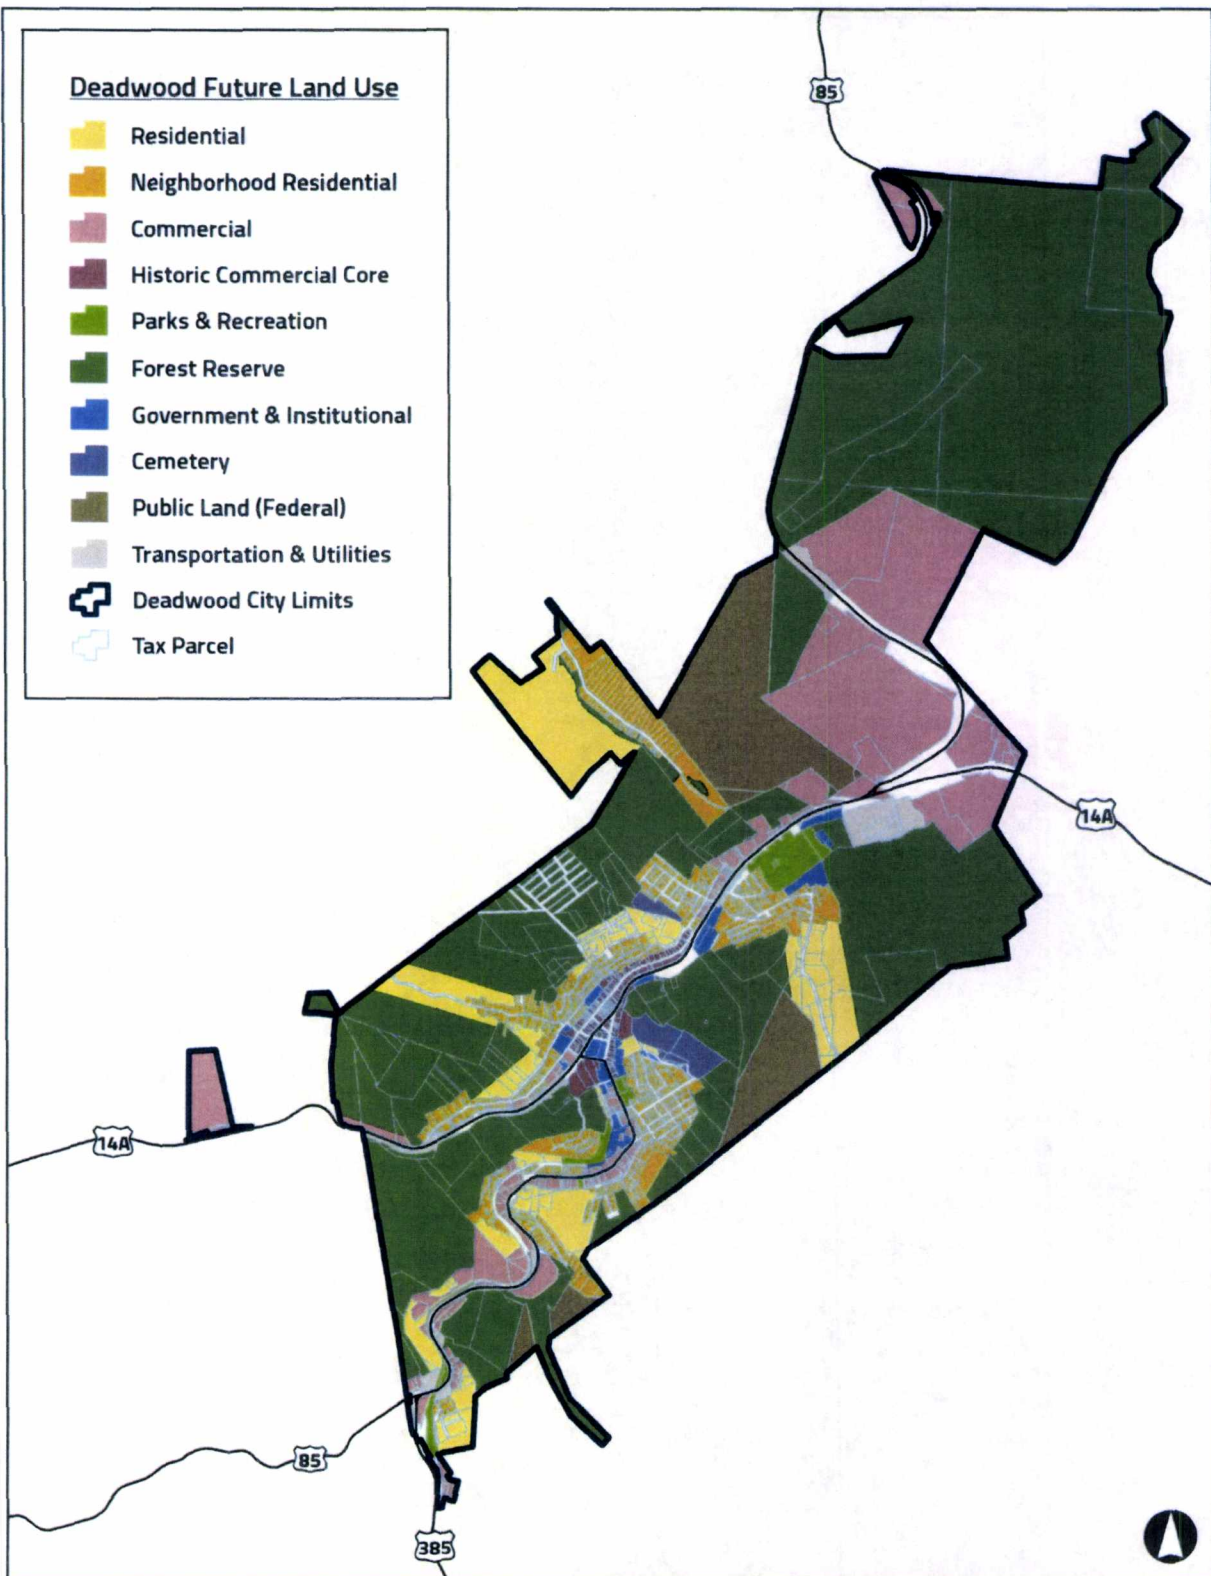 Deadwood Future Land Use
Residential
Neighborhood Residential
Commercial
Historic Commercial Core
Parks & Recreation
Forest Reserve
Government & Institutional
Cemetery
Public Land (Federal)
Transportation & Utilities
Deadwood City Limits
Tax Parcel
85
14A
14A
85
385